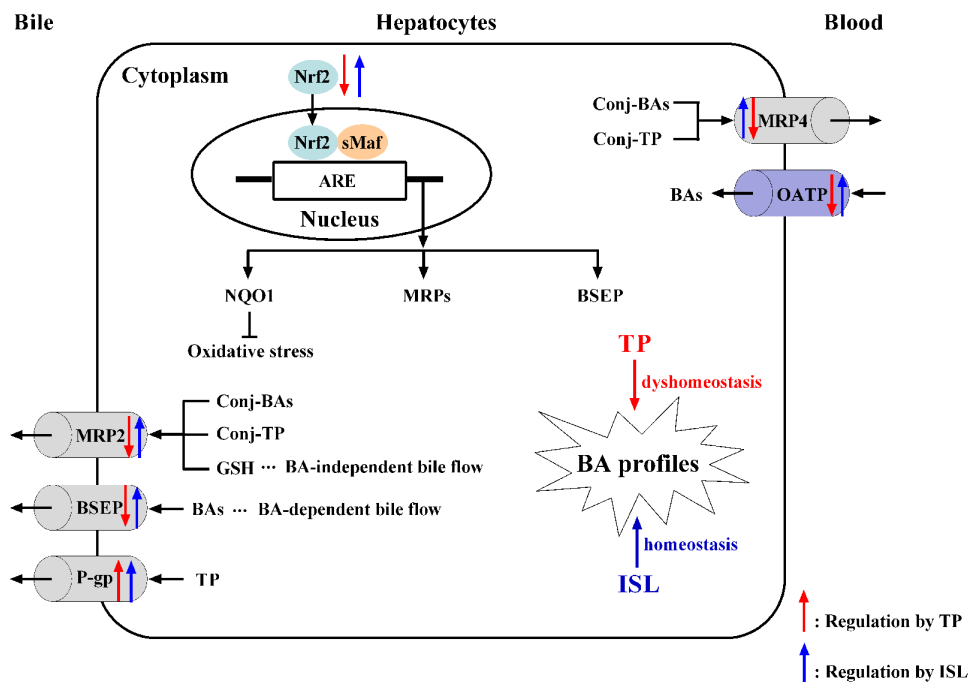 Bile
Hepatocytes
Blood
Cytoplasm
Nrf2
Nrf2
sMaf
ARE
Nucleus
Conj-BAs
Conj-TP
MRP4
BAs
OATP
NQO1
MRPs
BSEP
Oxidative stress
TP
dyshomeostasis
BA profiles
homeostasis
ISL
MRP2
Conj-BAs
Conj-TP
GSH ··· BA-independent bile flow
BSEP
BAs ··· BA-dependent bile flow
P-gp
TP
: Regulation by TP
: Regulation by ISL